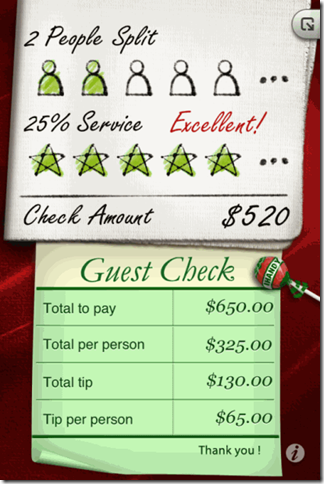 2 People Split
25% Service Excellent!
Check Amount $520
Guest Check
HANDY
Total to pay $650.00
Total per person $325.00
Total tip $130.00
Tip per person $65.00
Thank you !
i